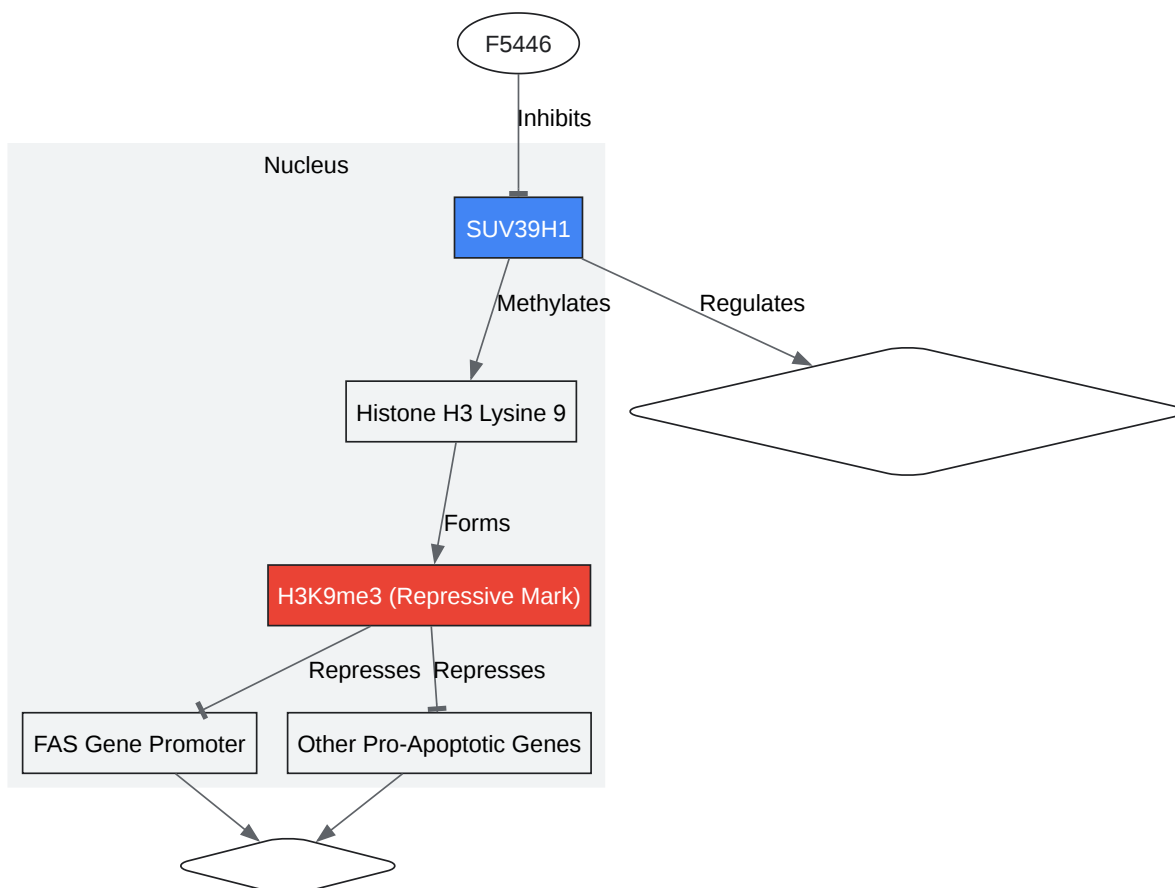 F5446
Inhibits
Nucleus
SUV39H1
Methylates
Regulates
Histone H3 Lysine 9
Forms
H3K9me3 (Repressive Mark)
Represses
Represses
FAS Gene Promoter
Other Pro-Apoptotic Genes